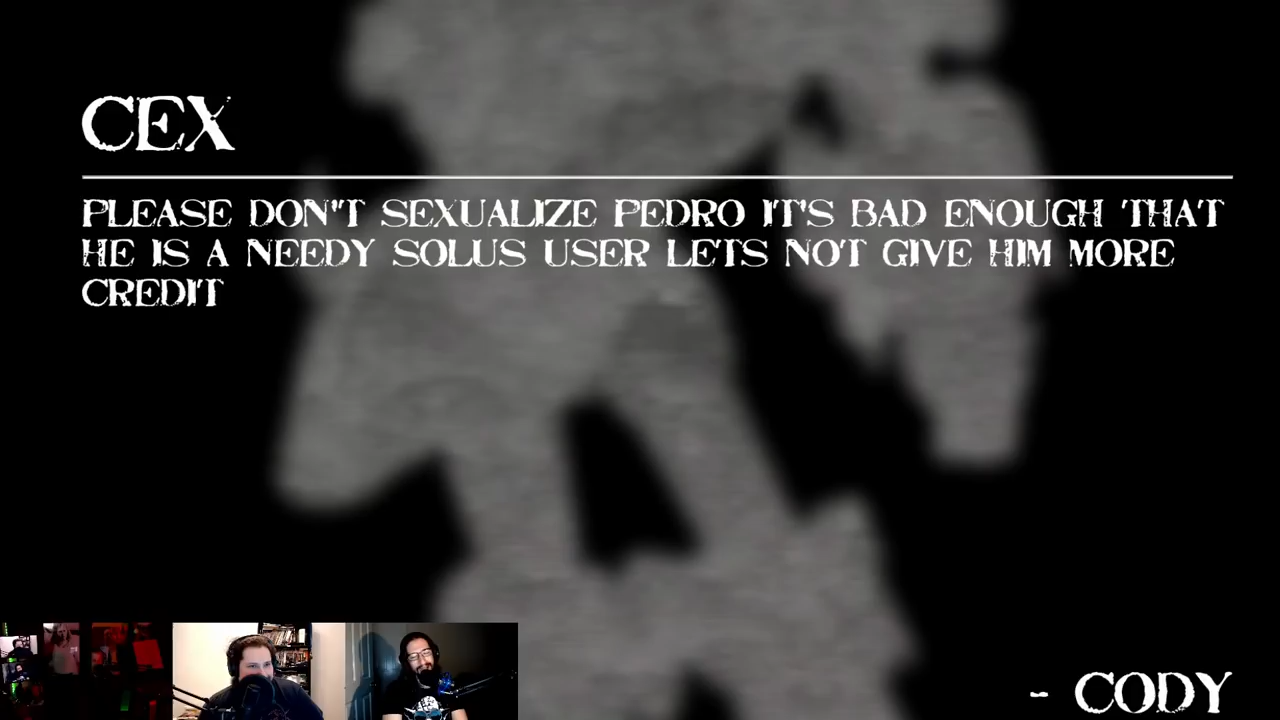 CEX
PLEASE DON'T SEXUALIZE PEDRO IT'S BAD ENOUGH THAT
HE IS A NEEDY SOLUS USER LETS NOT GIVE HIM MORE
CREDIT
- CODY